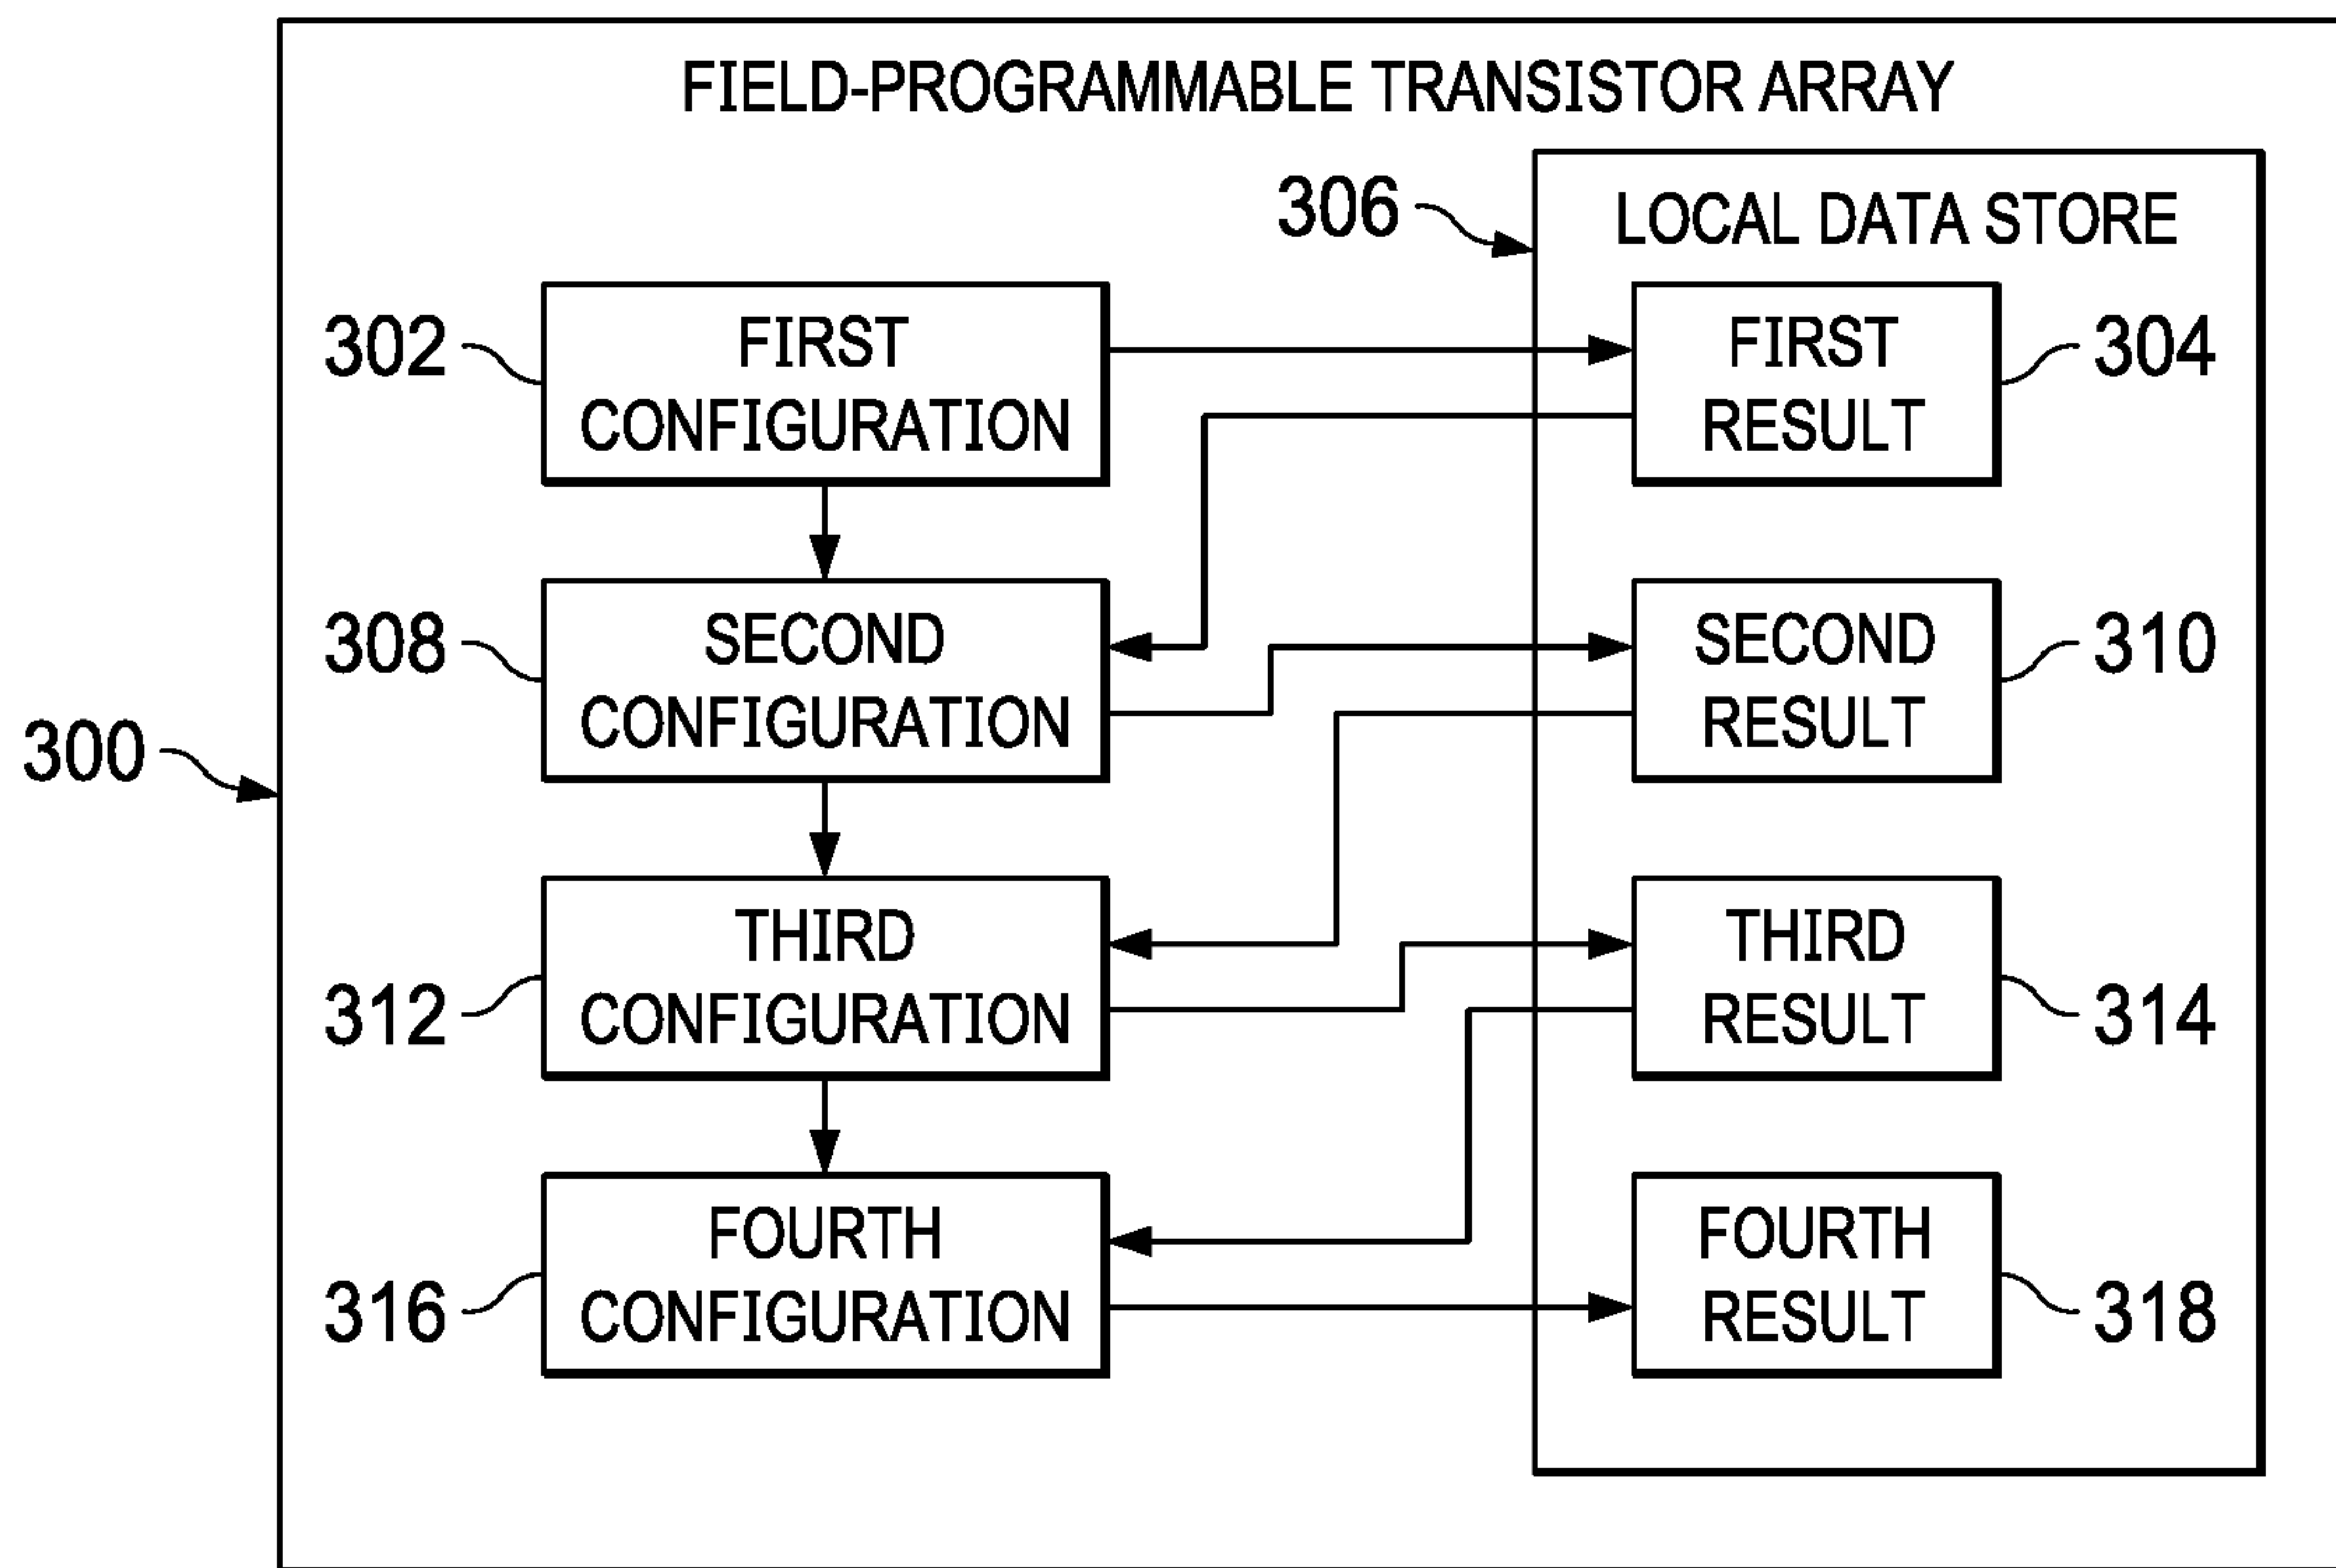 FIELD-PROGRAMMABLE TRANSISTOR ARRAY
306
LOCAL DATA STORE
302
FIRST
CONFIGURATION
FIRST
RESULT
304
308
SECOND
CONFIGURATION
SECOND
RESULT
310
300
312
THIRD
CONFIGURATION
THIRD
RESULT
314
316
FOURTH
CONFIGURATION
FOURTH
RESULT
318